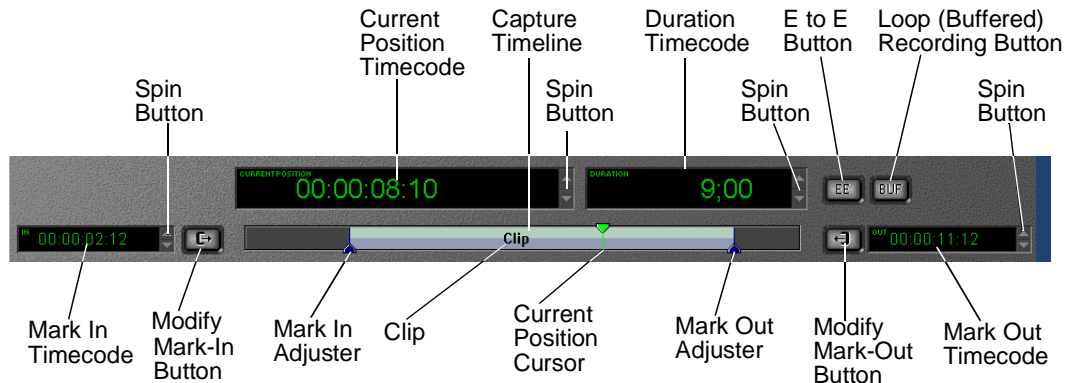 Current
Position
Timecode
Capture
Timeline
Duration
Timecode
E to E
Button
Loop (Buffered)
Recording Button
Spin
Button
Spin
Button
Spin
Button
Spin
Button
CURRENT POSITION
00:00:08:10
DURATION
9;00
EE
BUF
IN
00:00:02:12
Clip
OUT
00:00:11:12
Mark In
Timecode
Modify
Mark-In
Button
Mark In
Adjuster
Clip
Current
Position
Cursor
Mark Out
Adjuster
Modify
Mark-Out
Button
Mark Out
Timecode